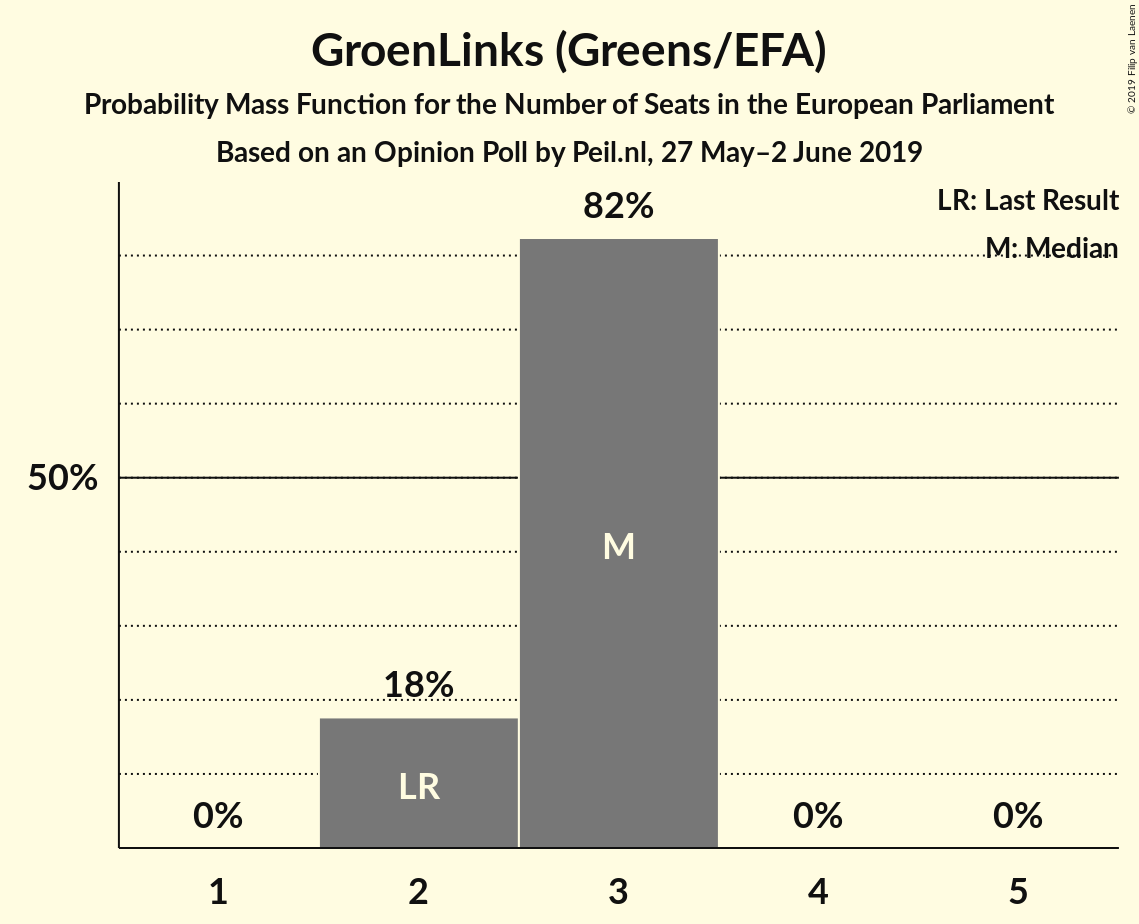 GroenLinks (Greens/EFA)
Probability Mass Function for the Number of Seats in the European Parliament
Based on an Opinion Poll by Peil.nl, 27 May–2 June 2019
© 2019 Filip van Laenen
LR: Last Result
M: Median
82%
50%
M
18%
LR
0%
0%
0%
1
2
3
4
5